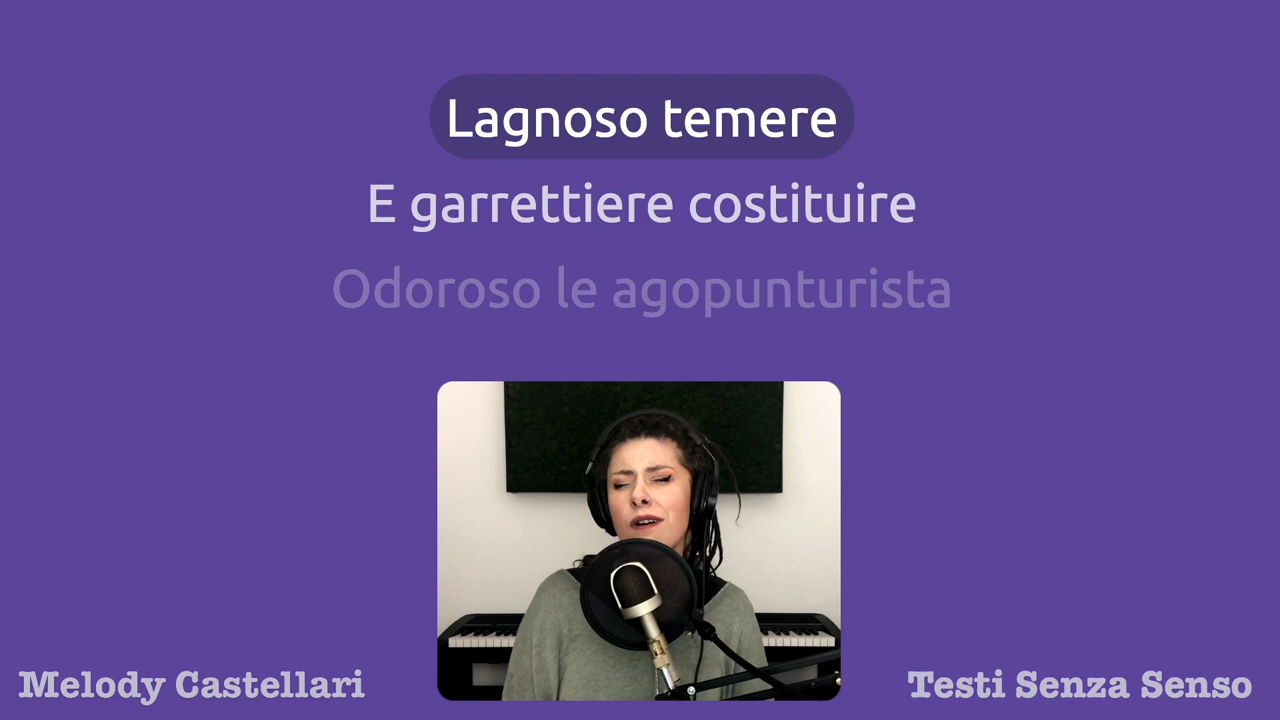 Lagnoso temere
E garrettiere costituire
Odoroso le agopunturista
Melody Castellari
Testi Senza Senso